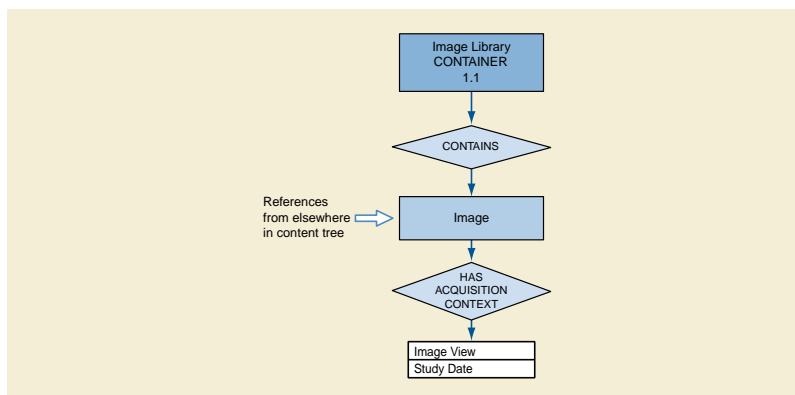 Image Library
CONTAINER
1.1
CONTAINS
References
from elsewhere
in content tree
Image
HAS
ACQUISITION
CONTEXT
Image View
Study Date